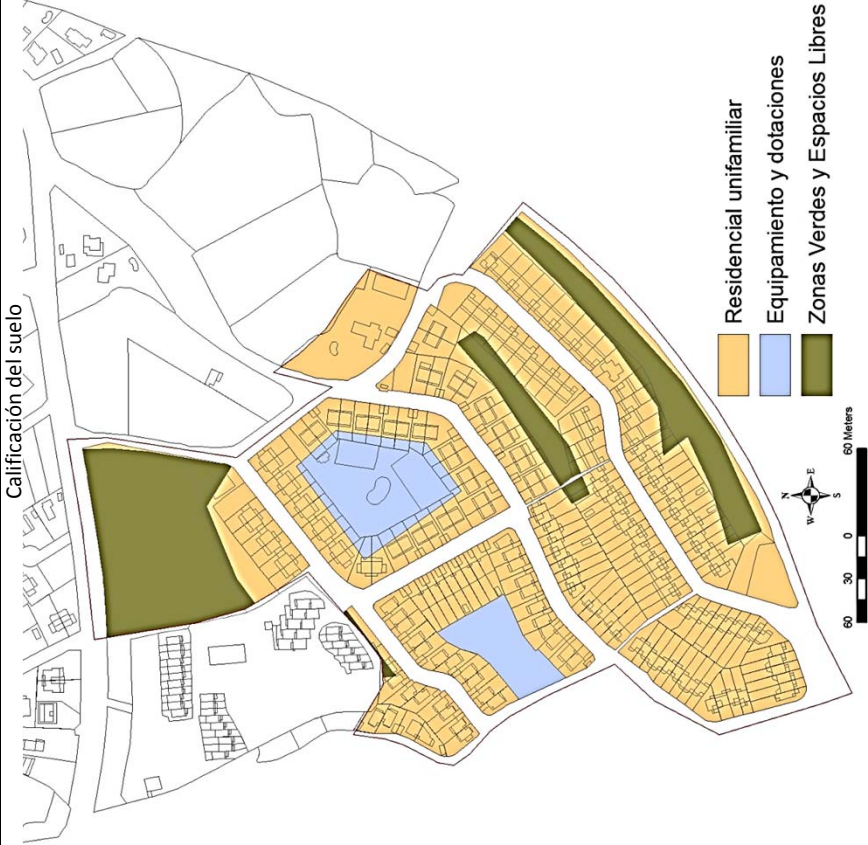 Calificación del suelo
Residencial unifamiliar
Equipamiento y dotaciones
Zonas Verdes y Espacios Libres
N
W E
S
60 30 0 60 Meters